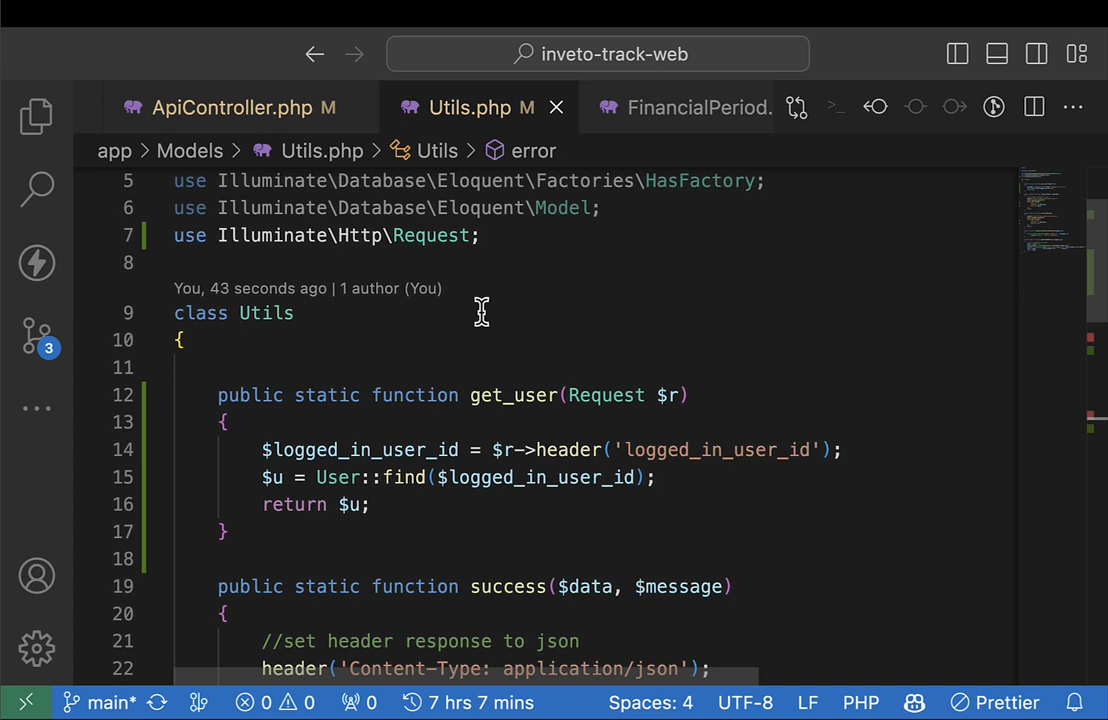 inveto-track-web
ApiController.php M
Utils.php M
FinancialPeriod.
app > Models > Utils.php > Utils > error
5 use Illuminate\Database\Eloquent\Factories\HasFactory;
6 use Illuminate\Database\Eloquent\Model;
7 use Illuminate\Http\Request;
8
You, 43 seconds ago | 1 author (You)
9 class Utils
10 {
11
12 public static function get_user(Request $r)
13 {
14 $logged_in_user_id = $r->header('logged_in_user_id');
15 $u = User::find($logged_in_user_id);
16 return $u;
17 }
18
19 public static function success($data, $message)
20 {
21 //set header response to json
22 header('Content-Type: application/json');
3
main* 0 0 0 7 hrs 7 mins Spaces: 4 UTF-8 LF PHP Prettier